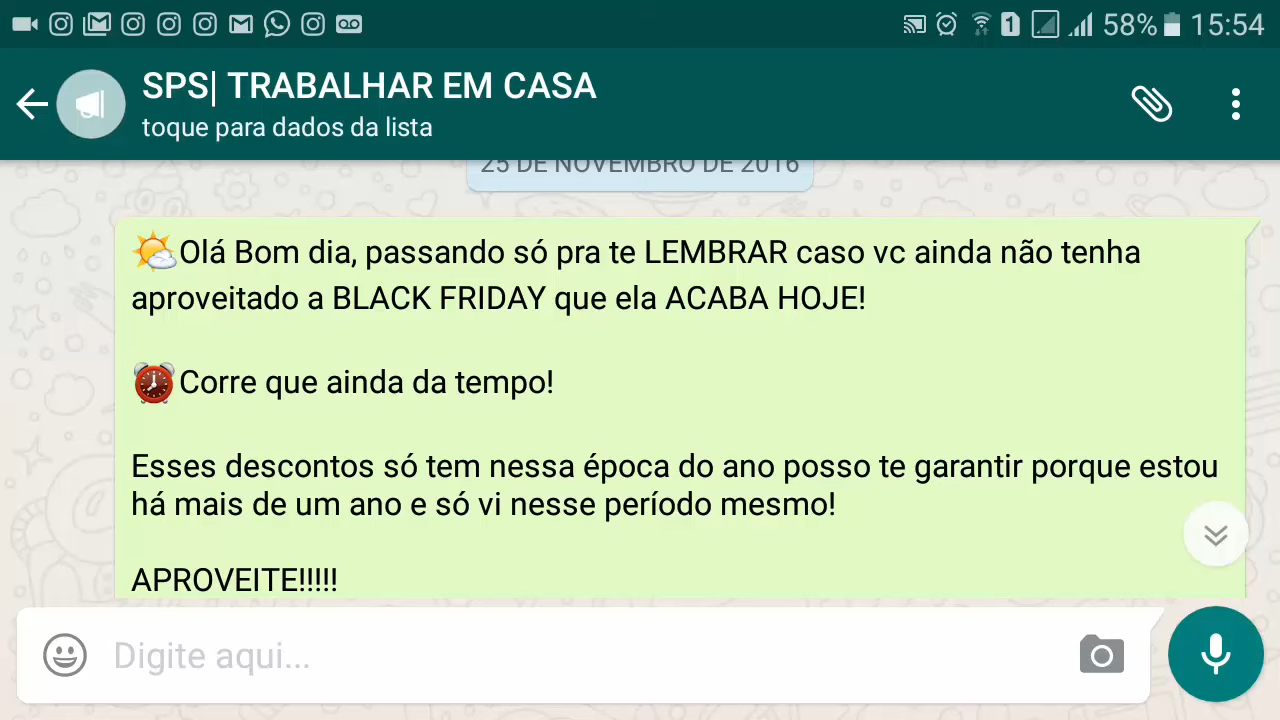 1 58% 15:54
SPS| TRABALHAR EM CASA
toque para dados da lista
25 DE NOVEMBRO DE 2016
Olá Bom dia, passando só pra te LEMBRAR caso vc ainda não tenha
aproveitado a BLACK FRIDAY que ela ACABA HOJE!
Corre que ainda da tempo!
Esses descontos só tem nessa época do ano posso te garantir porque estou
há mais de um ano e só vi nesse período mesmo!
APROVEITE!!!!!
Digite aqui...